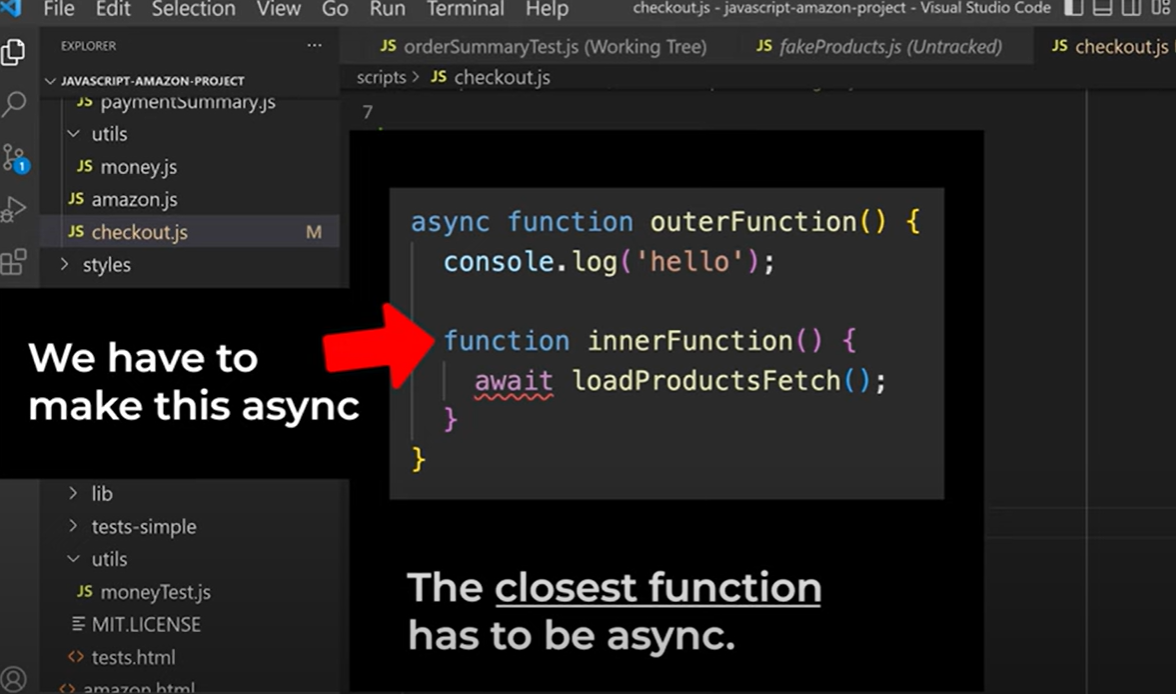 File Edit Selection View Go Run Terminal Help checkout.js - javascript-amazon-project - Visual Studio Code
EXPLORER ...
JS orderSummaryTest.js (Working Tree) JS fakeProducts.js (Untracked) JS checkout.js
JAVASCRIPT-AMAZON-PROJECT
scripts > JS checkout.js
JS paymentSummary.js
7
utils
JS money.js
JS amazon.js
JS checkout.js M
styles
1
async function outerFunction() {
console.log('hello');
function innerFunction() {
await loadProductsFetch();
}
}
We have to
make this async
lib
tests-simple
utils
JS moneyTest.js
MIT.LICENSE
<> tests.html
<> amazon.html
The closest function
has to be async.